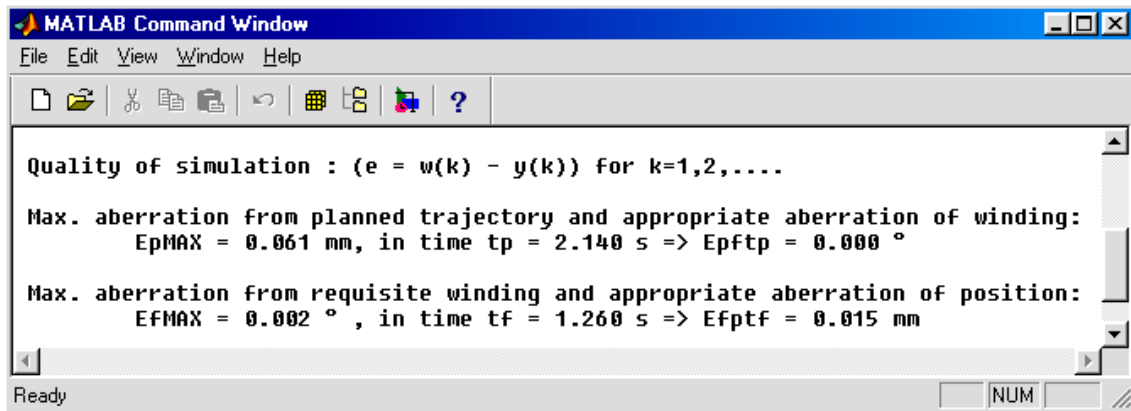 MATLAB Command Window
File Edit View Window Help
?
Quality of simulation : (e = w(k) - y(k)) for k=1,2,....
Max. aberration from planned trajectory and appropriate aberration of winding:
EpMAX = 0.061 mm, in time tp = 2.140 s => Epftp = 0.000 °
Max. aberration from requisite winding and appropriate aberration of position:
EfMAX = 0.002 ° , in time tf = 1.260 s => Efptf = 0.015 mm
Ready NUM